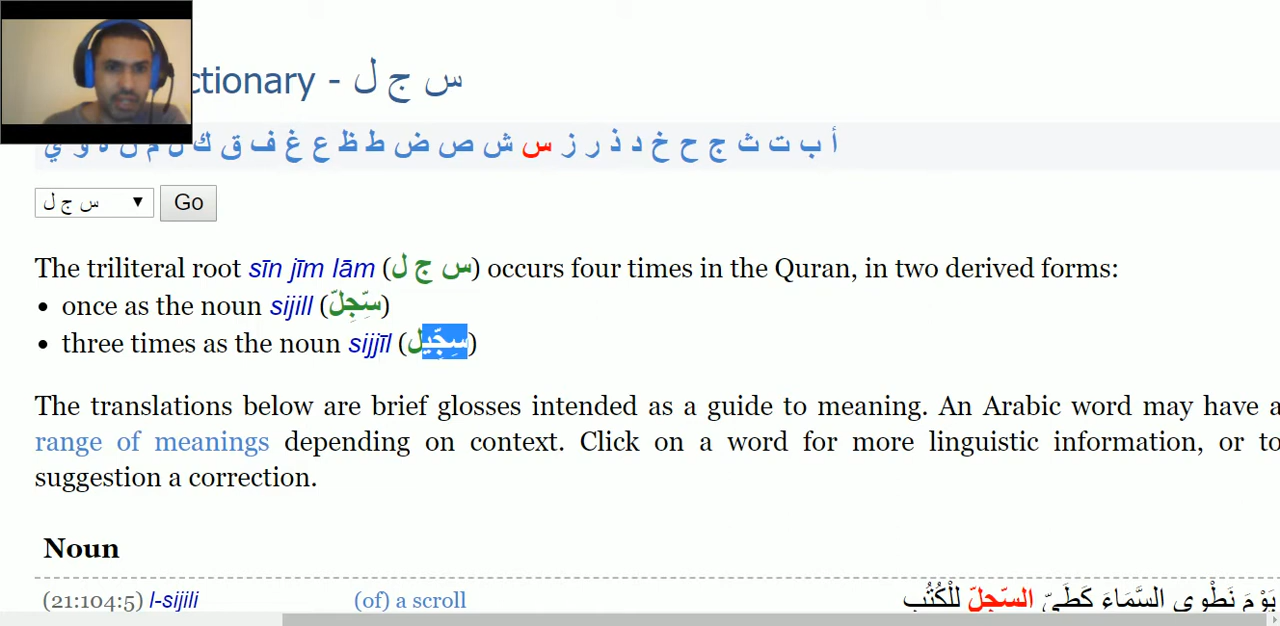 ctionary - س ج ل
أ ب ت ث ج ح خ د ذ ر ز س ش ص ض ط ظ ع غ ف ق ك ل م ن ه و ي
س ج ل ▼ Go
The triliteral root sīn jīm lām (س ج ل) occurs four times in the Quran, in two derived forms:
• once as the noun sijill (سِّجِلّ)
• three times as the noun sijjīl (سِجِّيل)
The translations below are brief glosses intended as a guide to meaning. An Arabic word may have a
range of meanings depending on context. Click on a word for more linguistic information, or to
suggestion a correction.
Noun
(21:104:5) l-sijili (of) a scroll يَوْمَ نَطْوِي السَّمَاءَ كَطَيِّ السِّجِلِّ لِلْكُتُبِ